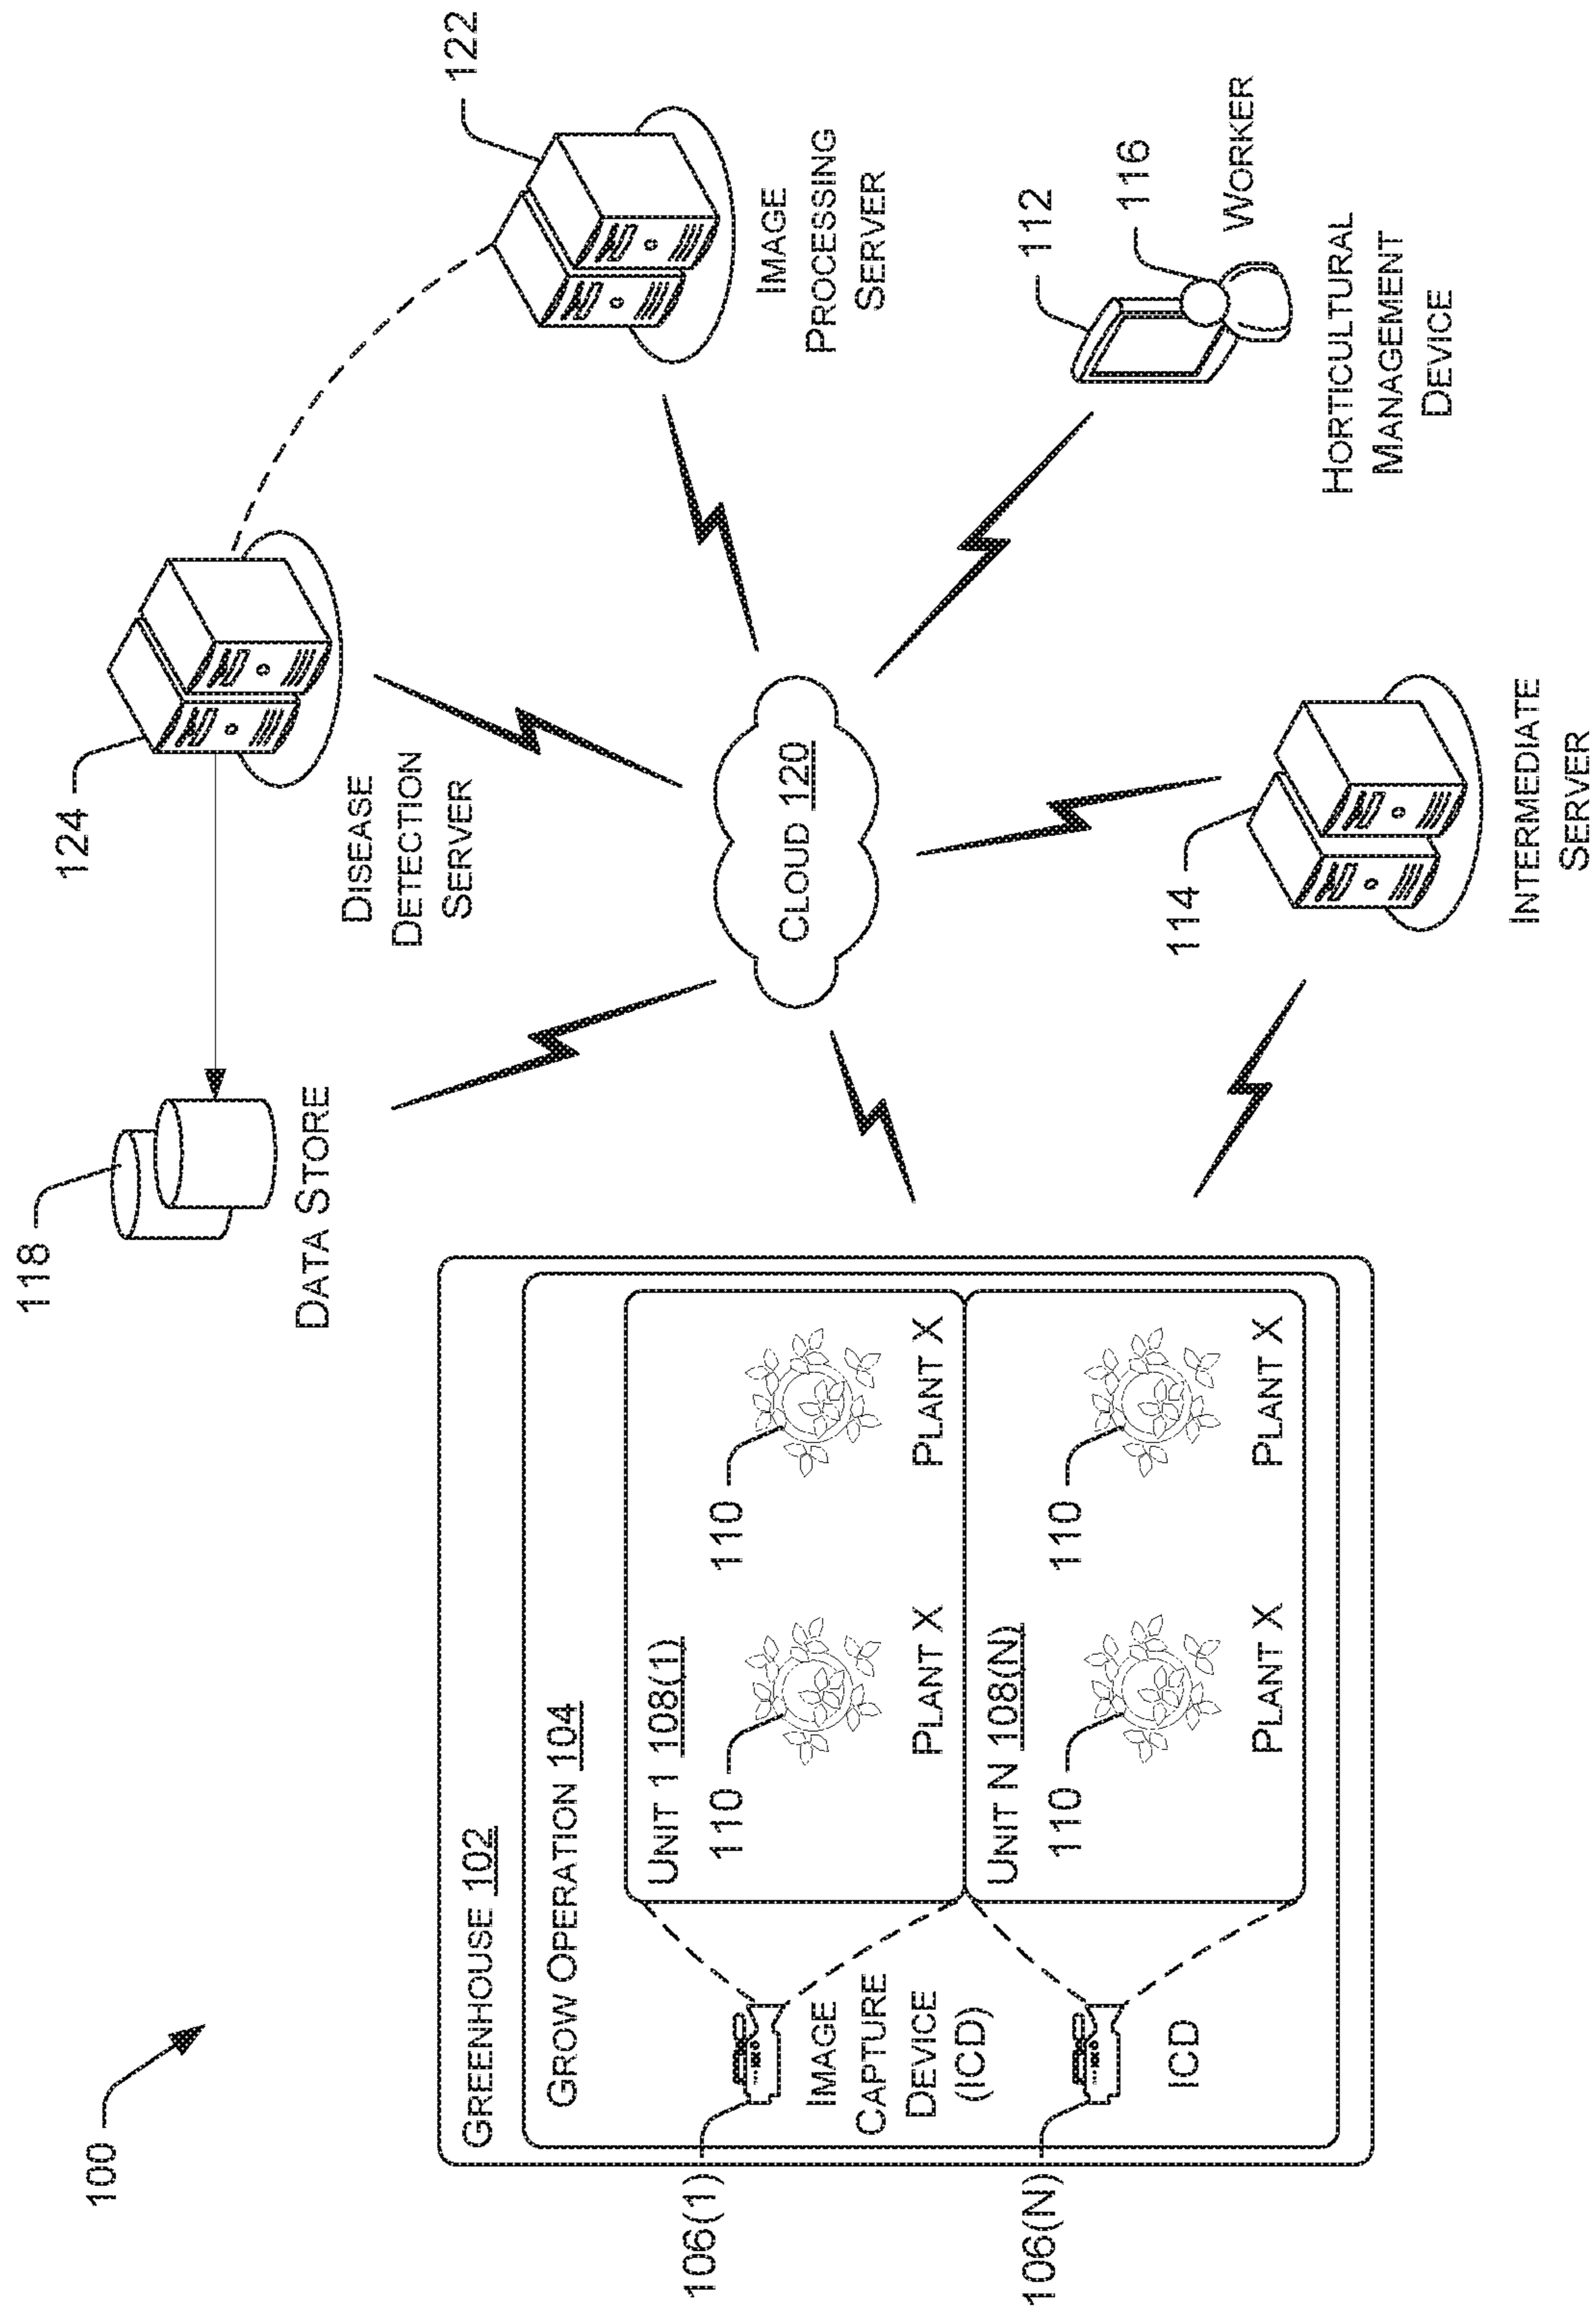 100
GREENHOUSE 102
GROW OPERATION 104
UNIT 1 108(1)
110
110
PLANT X
PLANT X
106(1)
IMAGE
CAPTURE
DEVICE
(ICD)
UNIT N 108(N)
110
110
PLANT X
PLANT X
106(N)
ICD
118
DATA STORE
124
DISEASE
DETECTION
SERVER
122
IMAGE
PROCESSING
SERVER
CLOUD 120
112
116
WORKER
HORTICULTURAL
MANAGEMENT
DEVICE
114
INTERMEDIATE
SERVER